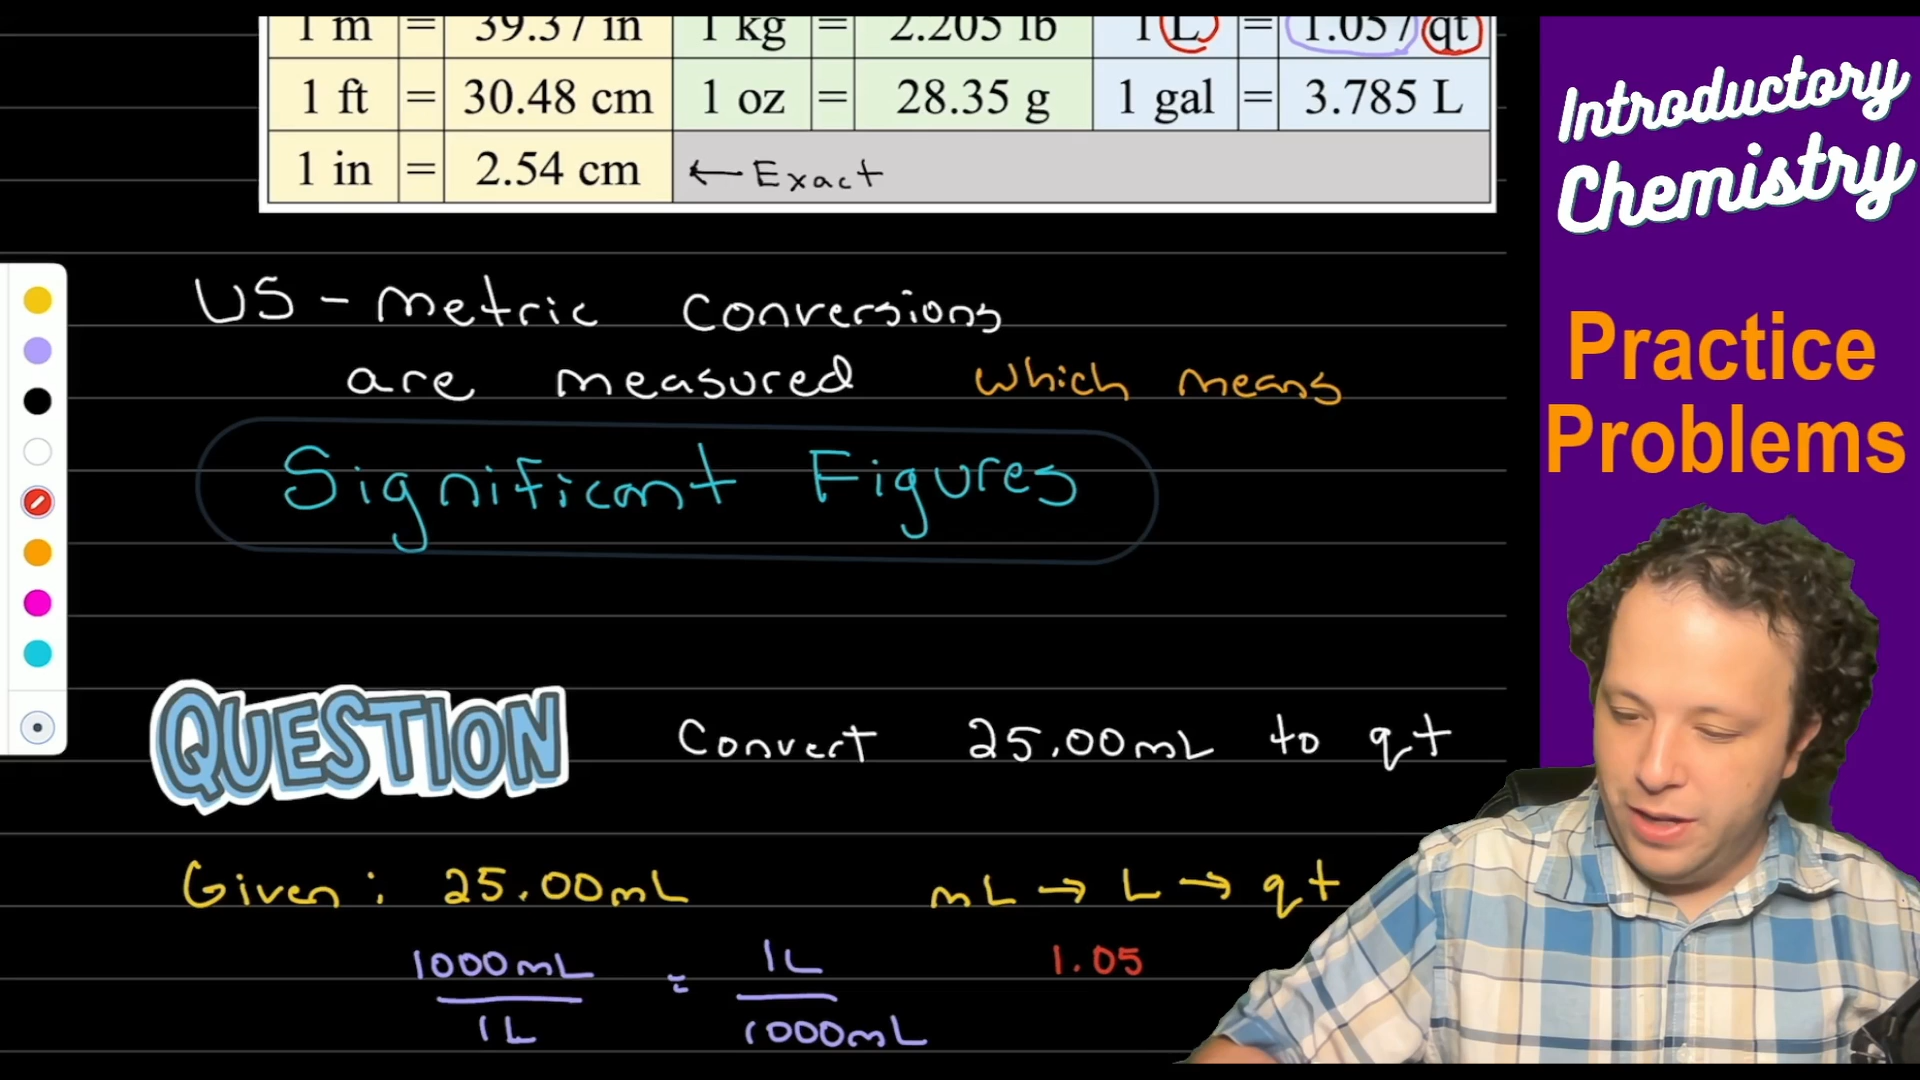 1 m = 39.37 in 1 kg = 2.205 lb 1 L = 1.057 qt
1 ft = 30.48 cm 1 oz = 28.35 g 1 gal = 3.785 L
1 in = 2.54 cm ← Exact
US - metric conversions
are measured which means
Significant Figures
QUESTION Convert 25.00mL to qt
Given: 25.00mL mL → L → qt
1000mL = 1L 1.05
1L 1000mL
Introductory
Chemistry
Practice
Problems